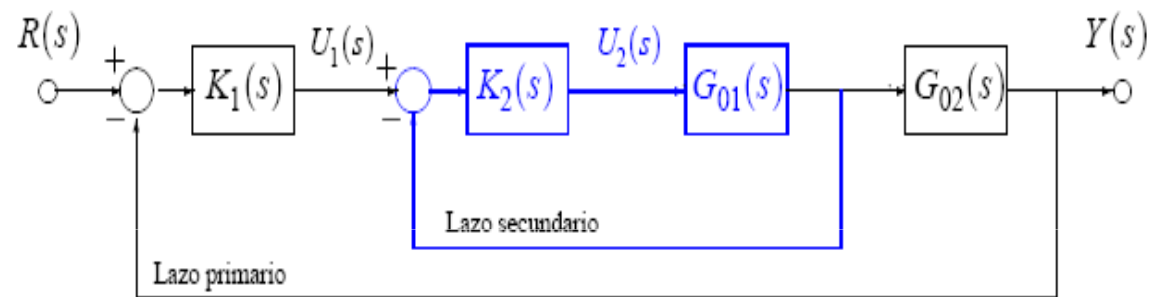 R(s)
+
−
K₁(s)
U₁(s)
+
−
K₂(s)
U₂(s)
G₀₁(s)
G₀₂(s)
Y(s)
Lazo secundario
Lazo primario